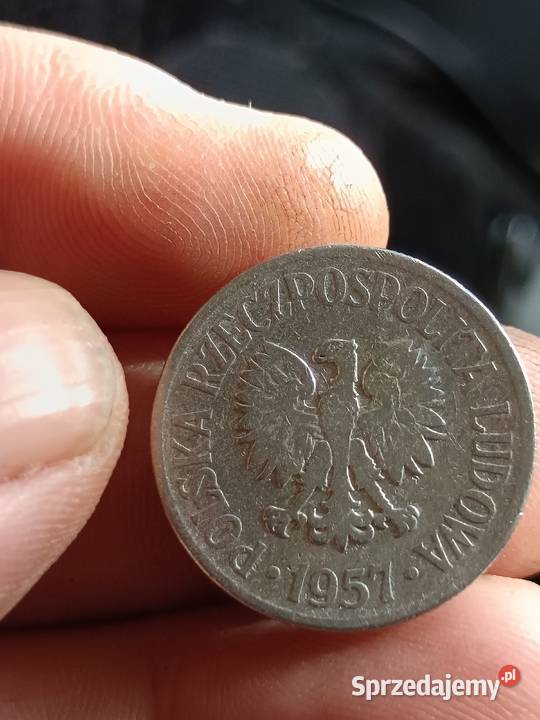 POLSKA RZECZPOSPOLITA LUDOWA
• 1957 •
Sprzedajemy.pl